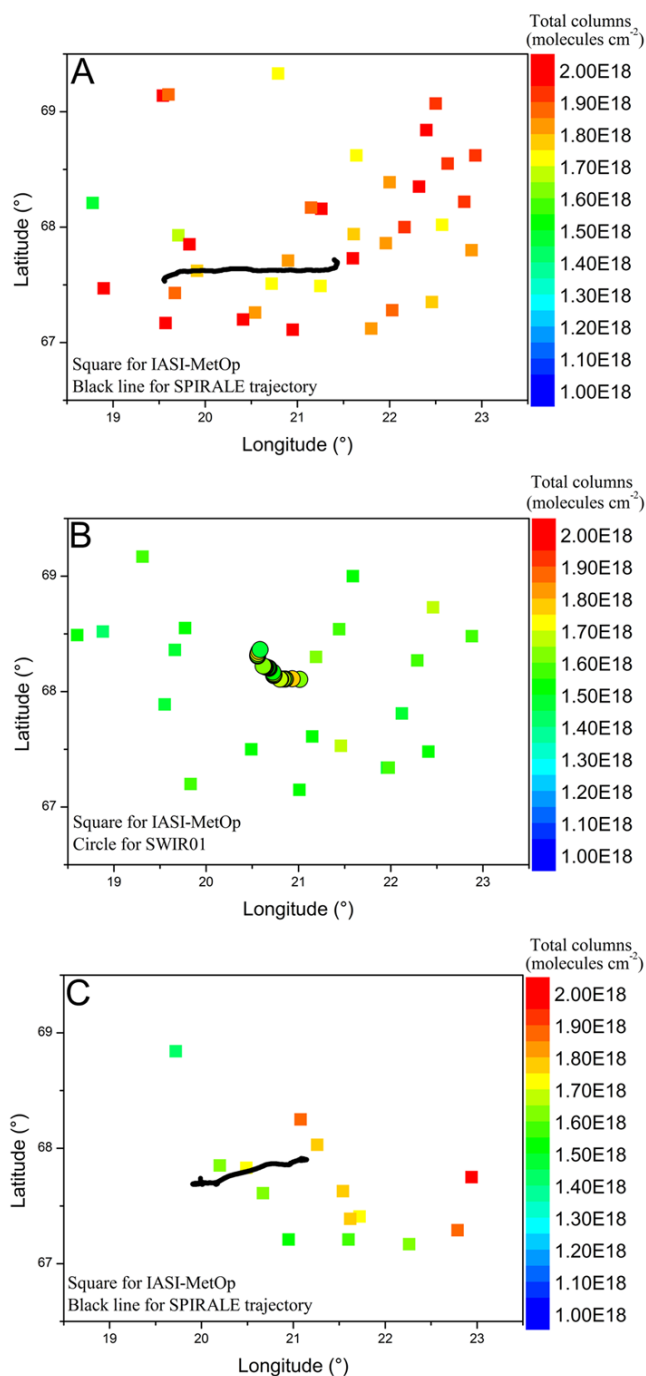 Total columns
(molecules cm⁻²)
A
2.00E18
1.90E18
1.80E18
1.70E18
1.60E18
1.50E18
1.40E18
1.30E18
1.20E18
1.10E18
1.00E18
69
68
67
Latitude (°)
Square for IASI-MetOp
Black line for SPIRALE trajectory
19 20 21 22 23
Longitude (°)
Total columns
(molecules cm⁻²)
B
2.00E18
1.90E18
1.80E18
1.70E18
1.60E18
1.50E18
1.40E18
1.30E18
1.20E18
1.10E18
1.00E18
69
68
67
Latitude (°)
Square for IASI-MetOp
Circle for SWIR01
19 20 21 22 23
Longitude (°)
Total columns
(molecules cm⁻²)
C
2.00E18
1.90E18
1.80E18
1.70E18
1.60E18
1.50E18
1.40E18
1.30E18
1.20E18
1.10E18
1.00E18
69
68
67
Latitude (°)
Square for IASI-MetOp
Black line for SPIRALE trajectory
19 20 21 22 23
Longitude (°)